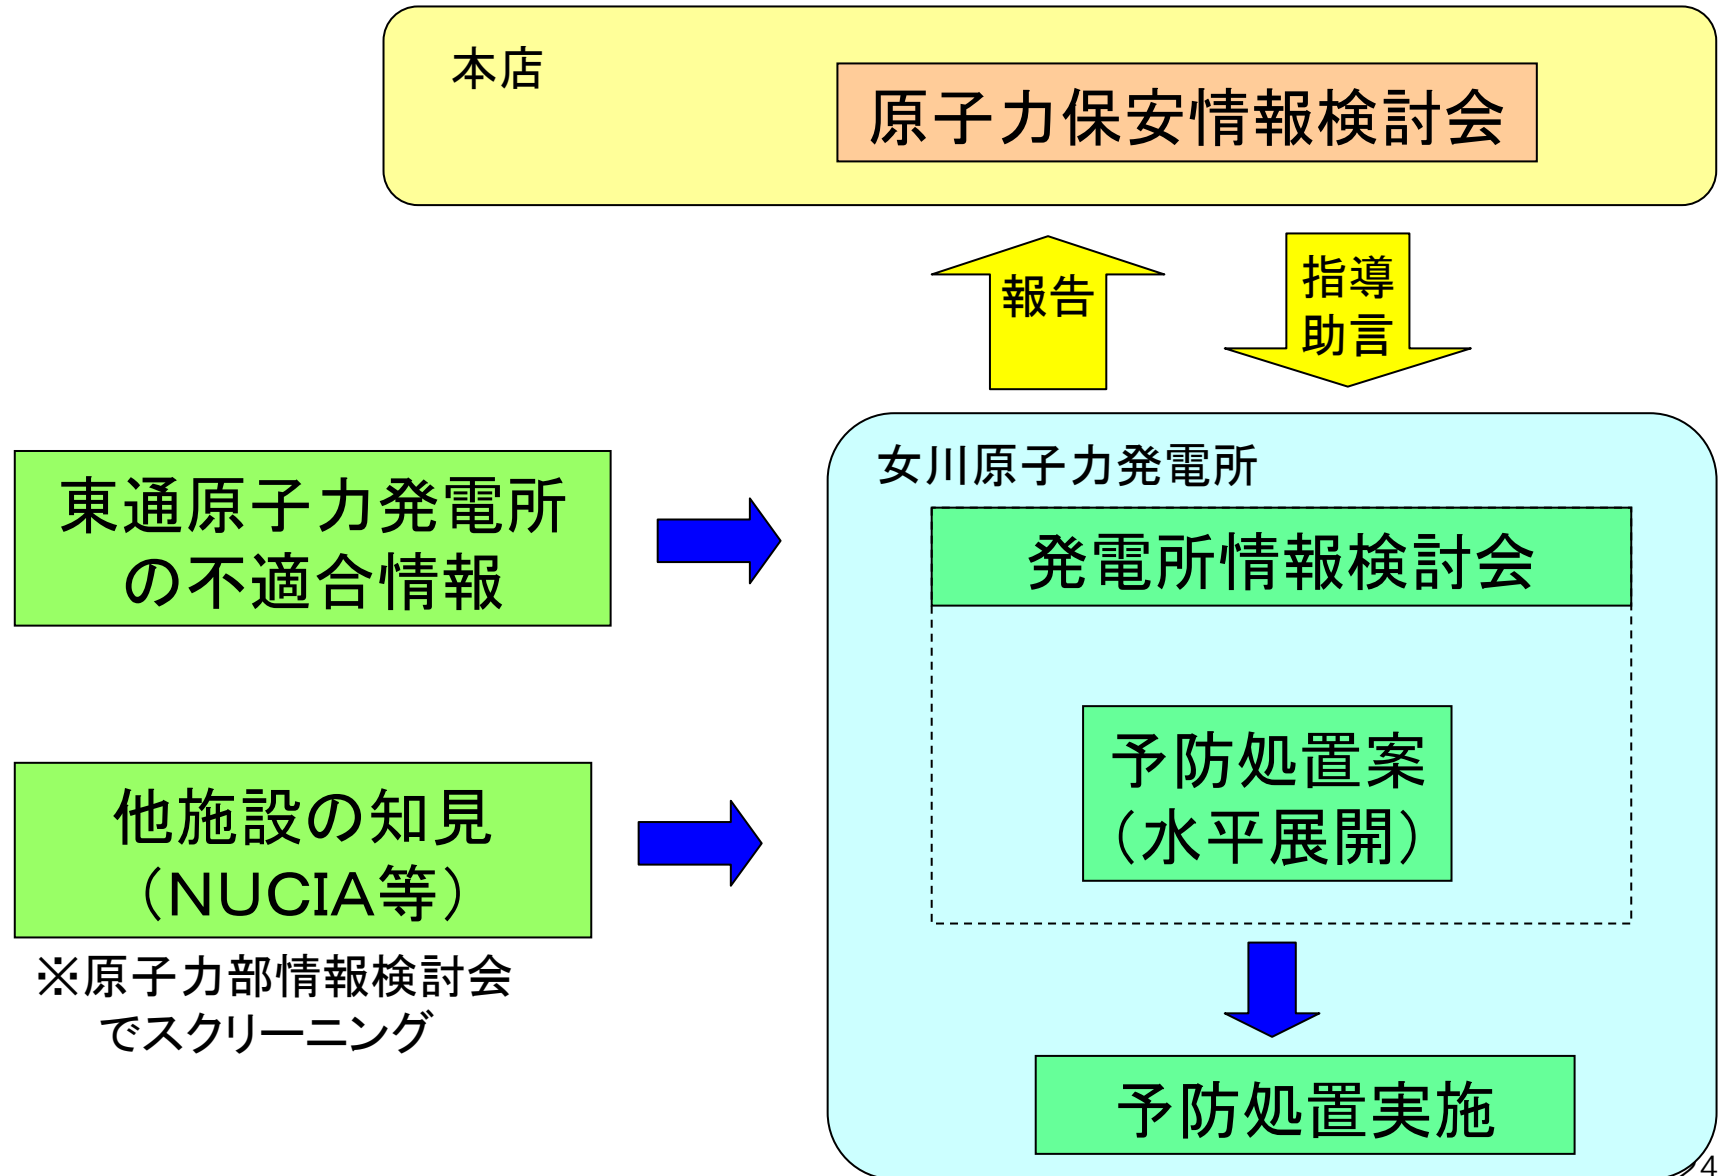 本店
原子力保安情報検討会
報告
指導
助言
東通原子力発電所
の不適合情報
女川原子力発電所
発電所情報検討会
予防処置案
（水平展開）
他施設の知見
（NUCIA等）
※原子力部情報検討会
でスクリーニング
予防処置実施
4